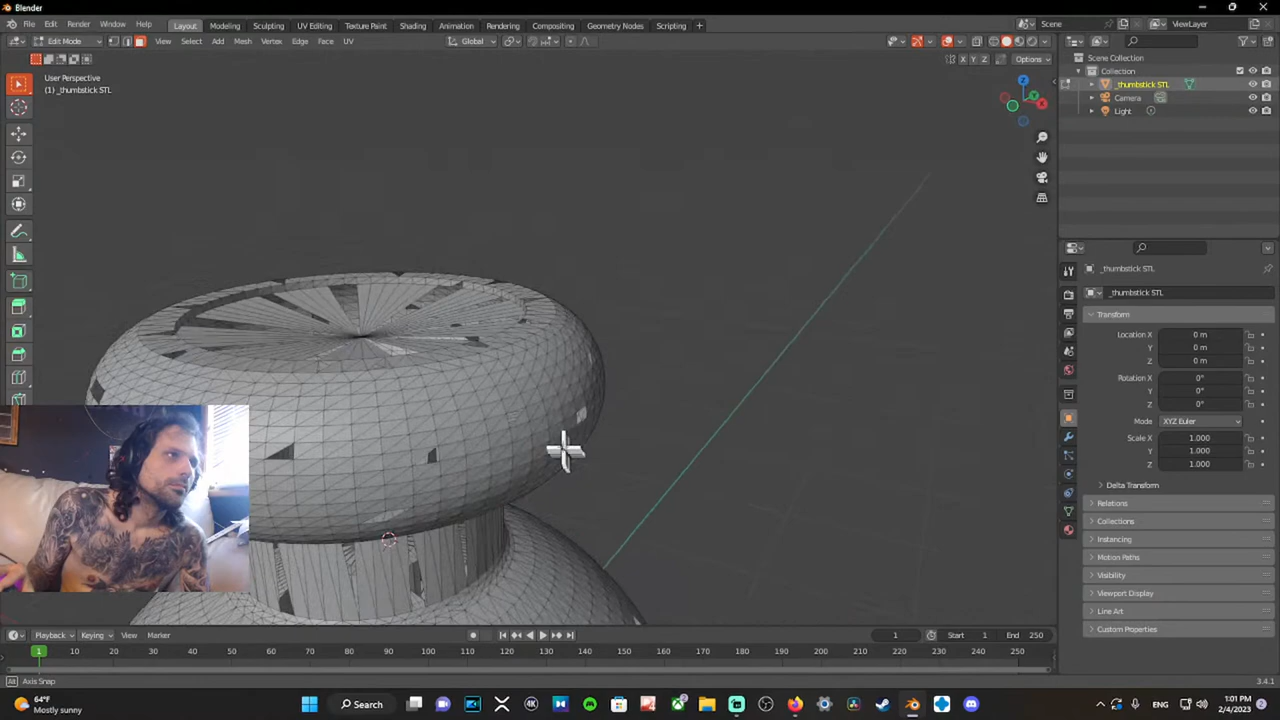 Blender
File Edit Render Window Help Layout Modeling Sculpting UV Editing Texture Paint Shading Animation Rendering Compositing Geometry Nodes Scripting + Scene ViewLayer
Edit Mode View Select Add Mesh Vertex Edge Face UV Global
X Y Z Options
User Perspective
(1) _thumbstick STL
Z
Y
X
Scene Collection
Collection
_thumbstick STL
Camera
Light
_thumbstick STL
_thumbstick STL
Transform
Location X 0 m
Y 0 m
Z 0 m
Rotation X 0°
Y 0°
Z 0°
Mode XYZ Euler
Scale X 1.000
Y 1.000
Z 1.000
Delta Transform
Relations
Collections
Instancing
Motion Paths
Visibility
Viewport Display
Line Art
Custom Properties
Playback Keying View Marker 1 Start 1 End 250
1 10 20 30 40 50 60 70 80 90 100 110 120 130 140 150 160 170 180 190 200 210 220 230 240 250
Alt Axis Snap 3.4.1
64°F
Mostly sunny
Search
ENG
1:01 PM
2/4/2023